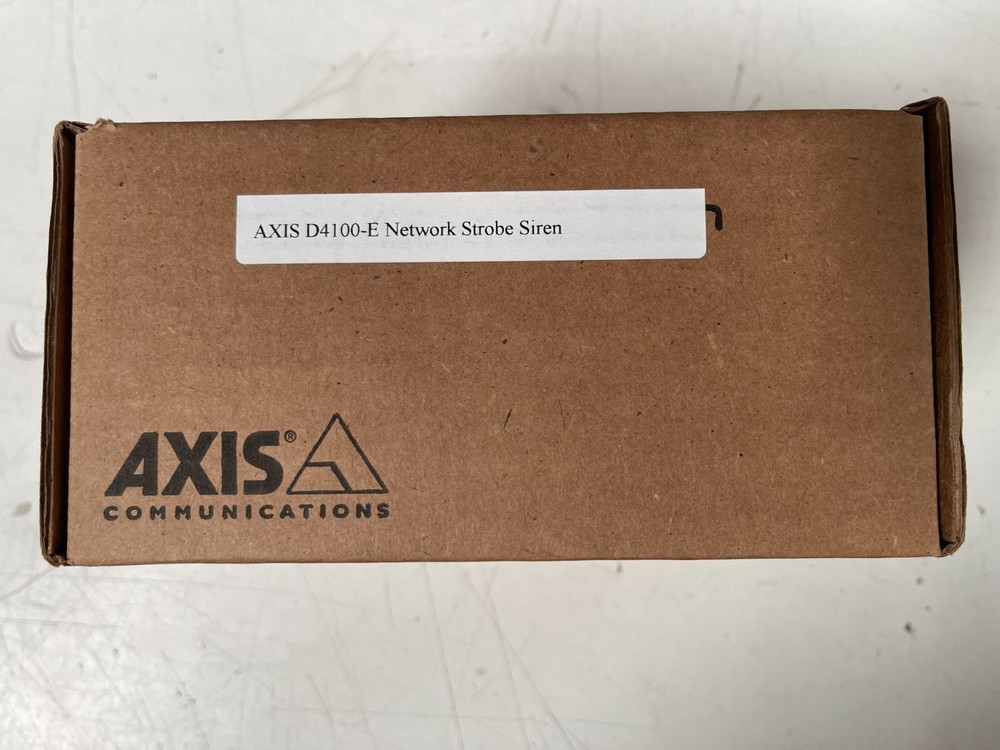 AXIS D4100-E Network Strobe Siren
AXIS®
COMMUNICATIONS